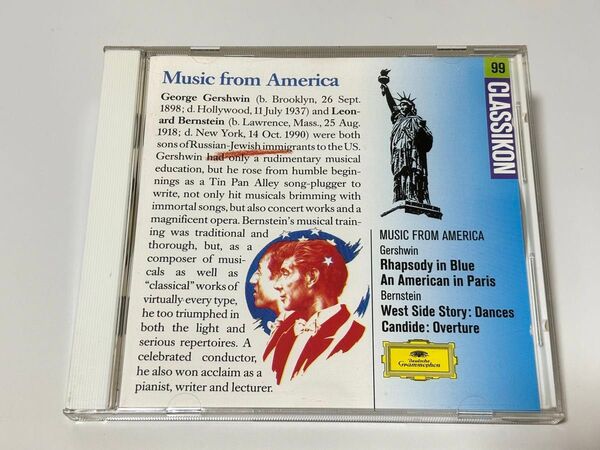 Music from America
George Gershwin (b. Brooklyn, 26 Sept.
1898; d. Hollywood, 11 July 1937) and Leon-
ard Bernstein (b. Lawrence, Mass., 25 Aug.
1918; d. New York, 14 Oct. 1990) were both
sons of Russian-Jewish immigrants to the US.
Gershwin had only a rudimentary musical
education, but he rose from humble begin-
nings as a Tin Pan Alley song-plugger to
write, not only hit musicals brimming with
immortal songs, but also concert works and a
magnificent opera. Bernstein's musical train-
ing was traditional and
thorough, but, as a
composer of musi-
cals as well as
“classical” works of
virtually every type,
he too triumphed in
both the light and
serious repertoires. A
celebrated conductor,
he also won acclaim as a
pianist, writer and lecturer.
99
CLASSIKON
MUSIC FROM AMERICA
Gershwin
Rhapsody in Blue
An American in Paris
Bernstein
West Side Story: Dances
Candide: Overture
Deutsche
Grammophon